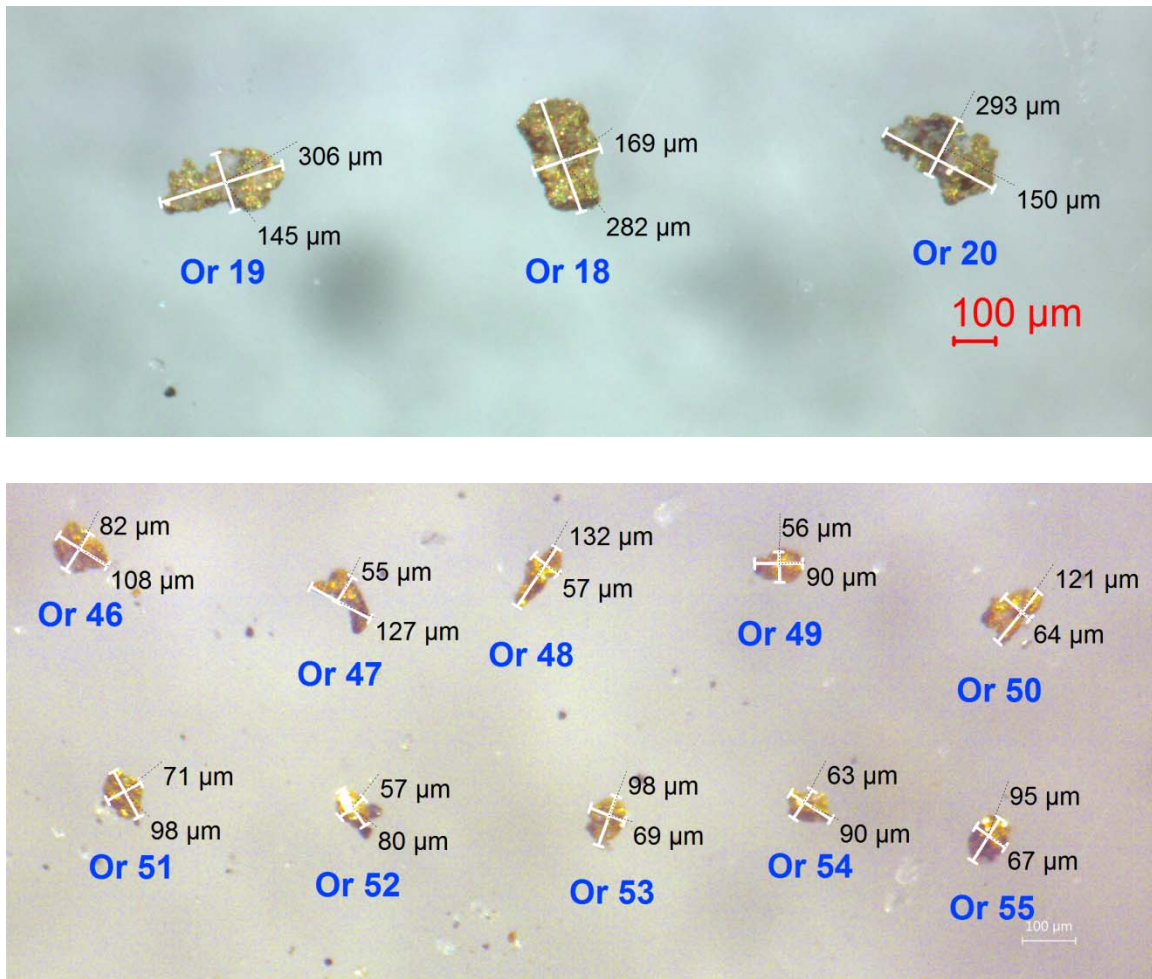 306 µm
145 µm
Or 19
169 µm
282 µm
Or 18
293 µm
150 µm
Or 20
100 µm
82 µm
108 µm
Or 46
55 µm
127 µm
Or 47
132 µm
57 µm
Or 48
56 µm
90 µm
Or 49
121 µm
64 µm
Or 50
71 µm
98 µm
Or 51
57 µm
80 µm
Or 52
98 µm
69 µm
Or 53
63 µm
90 µm
Or 54
95 µm
67 µm
Or 55
100 µm